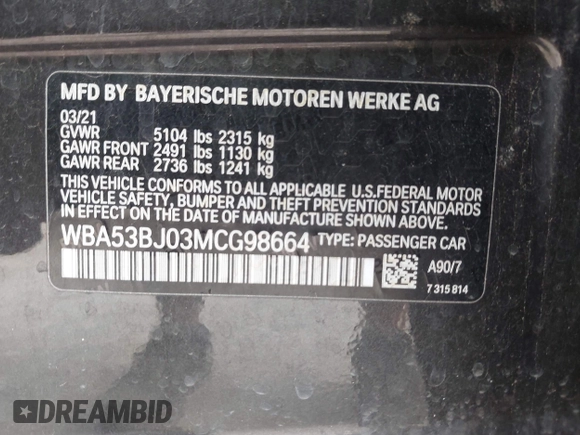 MFD BY BAYERISCHE MOTOREN WERKE AG
03/21
GVWR 5104 lbs 2315 kg
GAWR FRONT 2491 lbs 1130 kg
GAWR REAR 2736 lbs 1241 kg
THIS VEHICLE CONFORMS TO ALL APPLICABLE U.S.FEDERAL MOTOR
VEHICLE SAFETY, BUMPER AND THEFT PREVENTION STANDARDS
IN EFFECT ON THE DATE OF MANUFACTURE SHOWN ABOVE.
WBA53BJ03MCG98664 TYPE: PASSENGER CAR
A90/7
7 315 814
DREAMBID